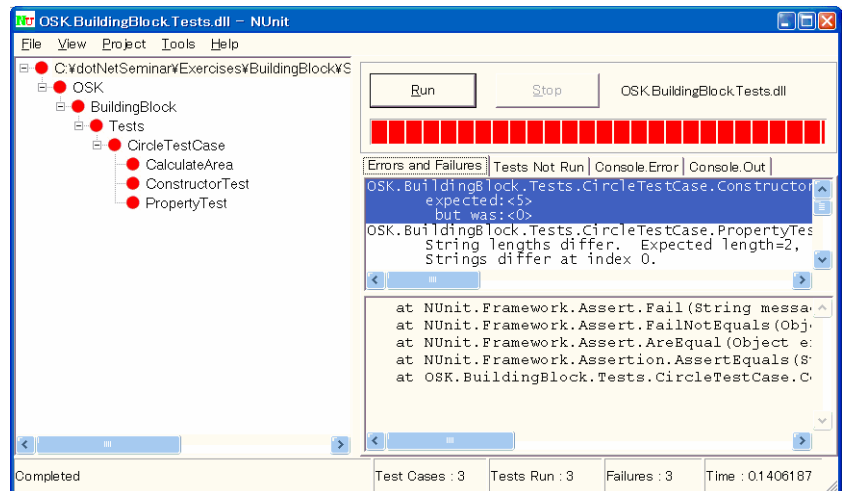 OSK.BuildingBlock.Tests.dll - NUnit
File View Project Tools Help
C:¥dotNetSeminar¥Exercises¥BuildingBlock¥S
OSK
BuildingBlock
Tests
CircleTestCase
CalculateArea
ConstructorTest
PropertyTest
Run Stop OSK.BuildingBlock.Tests.dll
Errors and Failures Tests Not Run Console.Error Console.Out
OSK.BuildingBlock.Tests.CircleTestCase.Constructor
expected:<5>
but was:<0>
OSK.BuildingBlock.Tests.CircleTestCase.PropertyTes
String lengths differ. Expected length=2,
Strings differ at index 0.
at NUnit.Framework.Assert.Fail(String messa
at NUnit.Framework.Assert.FailNotEquals(Obj
at NUnit.Framework.Assert.AreEqual(Object e
at NUnit.Framework.Assertion.AssertEquals(S
at OSK.BuildingBlock.Tests.CircleTestCase.C
Completed Test Cases : 3 Tests Run : 3 Failures : 3 Time : 0.1406187